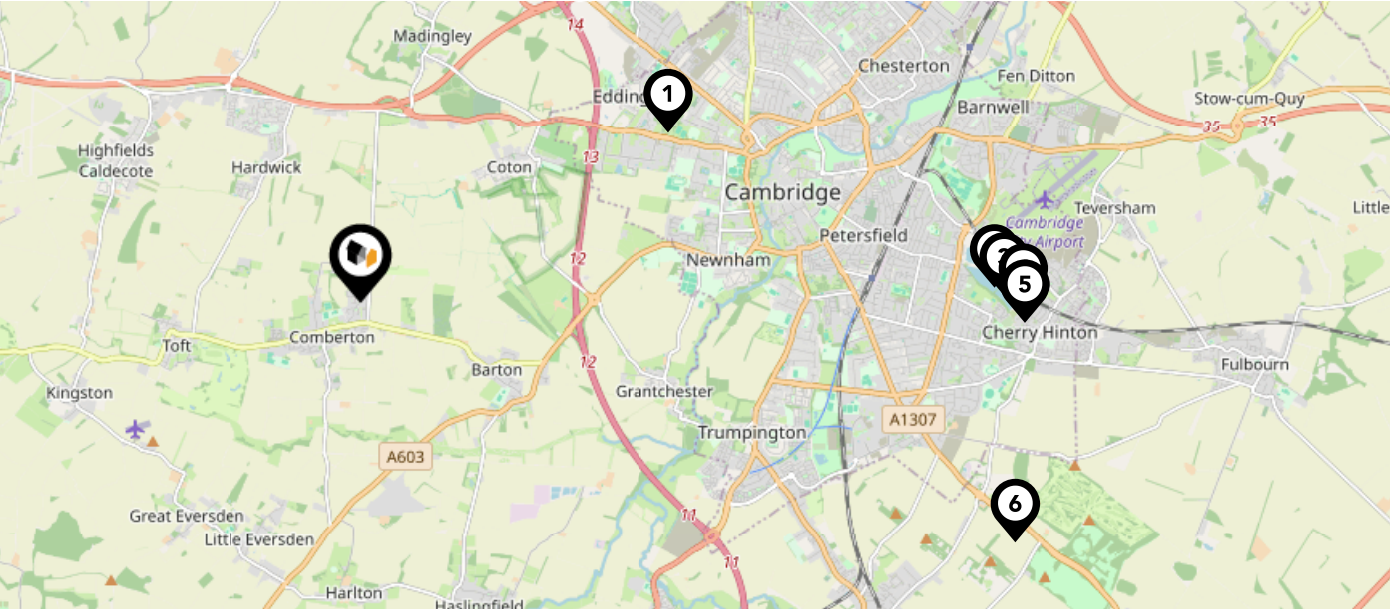 14
Madingley
Chesterton
Fen Ditton
1
Stow-cum-Quy
Barnwell
35
35
Highfields
Caldecote
Hardwick
Coton
13
Cambridge
Teversham
Little
Cambridge
Airport
Petersfield
12
Newnham
5
Comberton
Toft
Cherry Hinton
12
Barton
Fulbourn
Kingston
Grantchester
A1307
Trumpington
A603
6
Great Eversden
11
Little Eversden
11
Harlton
Haslingfield